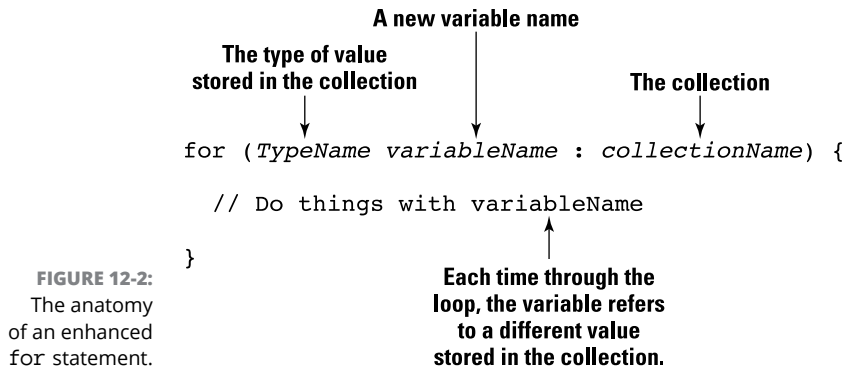 A new variable name
The type of value
stored in the collection
The collection
for (TypeName variableName : collectionName) {
// Do things with variableName
}
Each time through the
loop, the variable refers
to a different value
stored in the collection.
FIGURE 12-2:
The anatomy
of an enhanced
for statement.